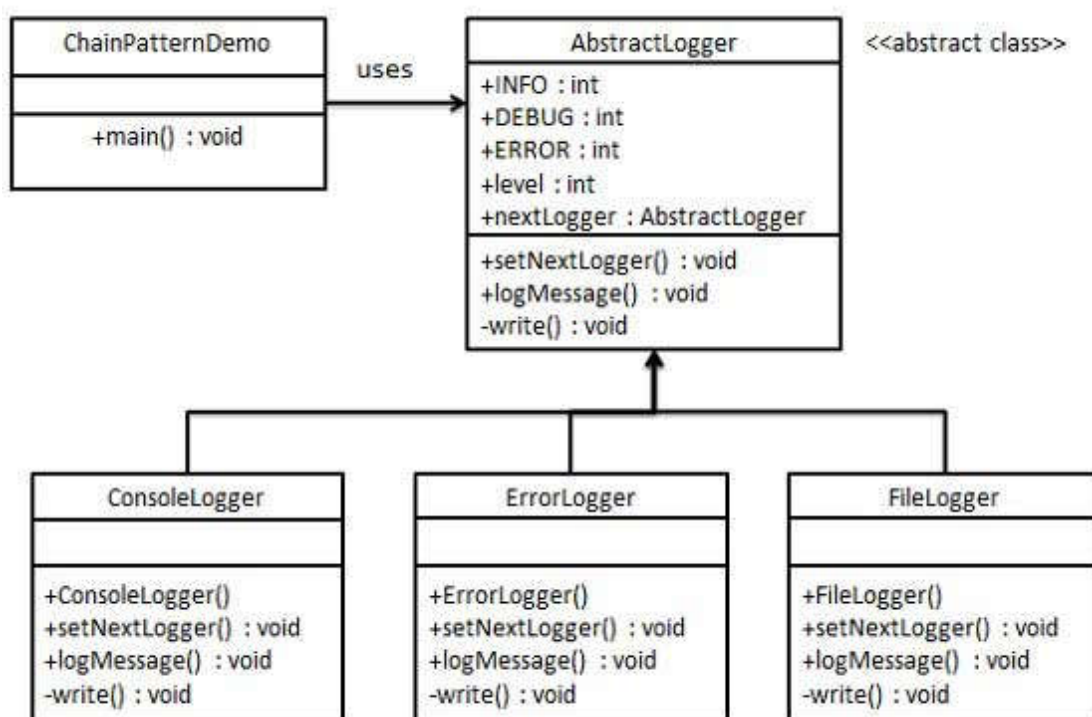 ChainPatternDemo
+main() : void
uses
AbstractLogger
<<abstract class>>
+INFO : int
+DEBUG : int
+ERROR : int
+level : int
+nextLogger : AbstractLogger
+setNextLogger() : void
+logMessage() : void
-write() : void
ConsoleLogger
+ConsoleLogger()
+setNextLogger() : void
+logMessage() : void
-write() : void
ErrorLogger
+ErrorLogger()
+setNextLogger() : void
+logMessage() : void
-write() : void
FileLogger
+FileLogger()
+setNextLogger() : void
+logMessage() : void
-write() : void